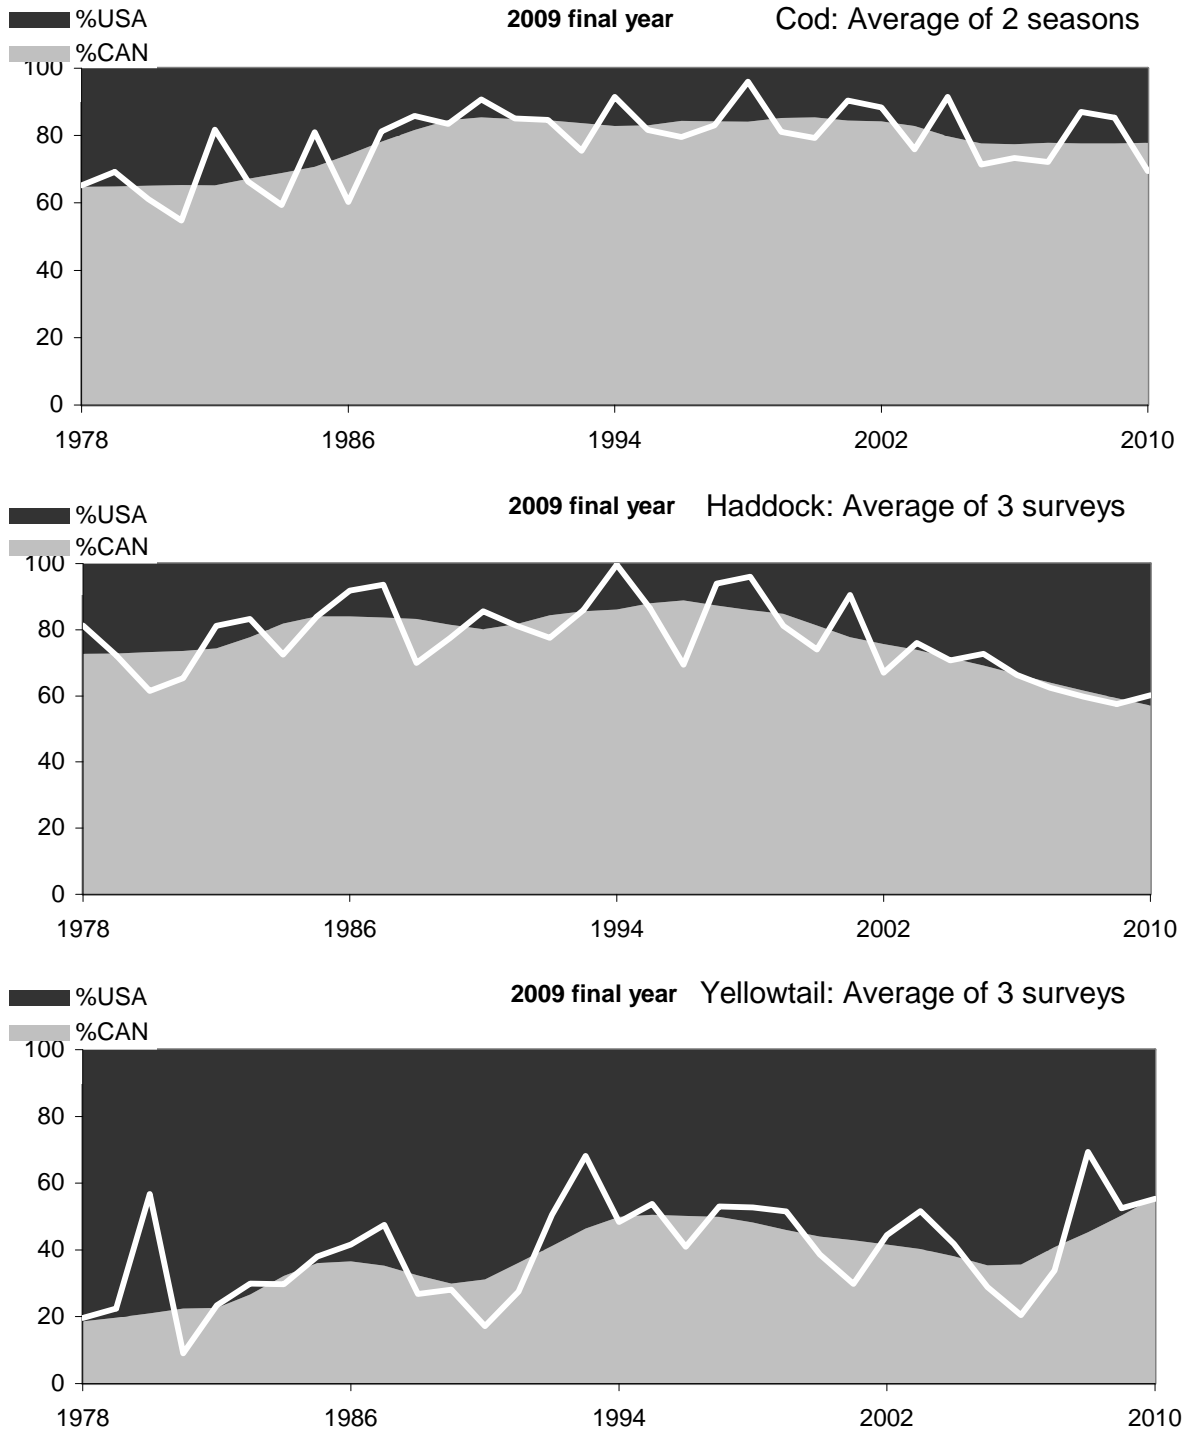 %USA
2009 final year Cod: Average of 2 seasons
%CAN
100
80
60
40
20
0
1978 1986 1994 2002 2010
2009 final year Haddock: Average of 3 surveys
%USA
%CAN
100
80
60
40
20
0
1978 1986 1994 2002 2010
%USA
2009 final year Yellowtail: Average of 3 surveys
%CAN
100
80
60
40
20
0
1978 1986 1994 2002 2010